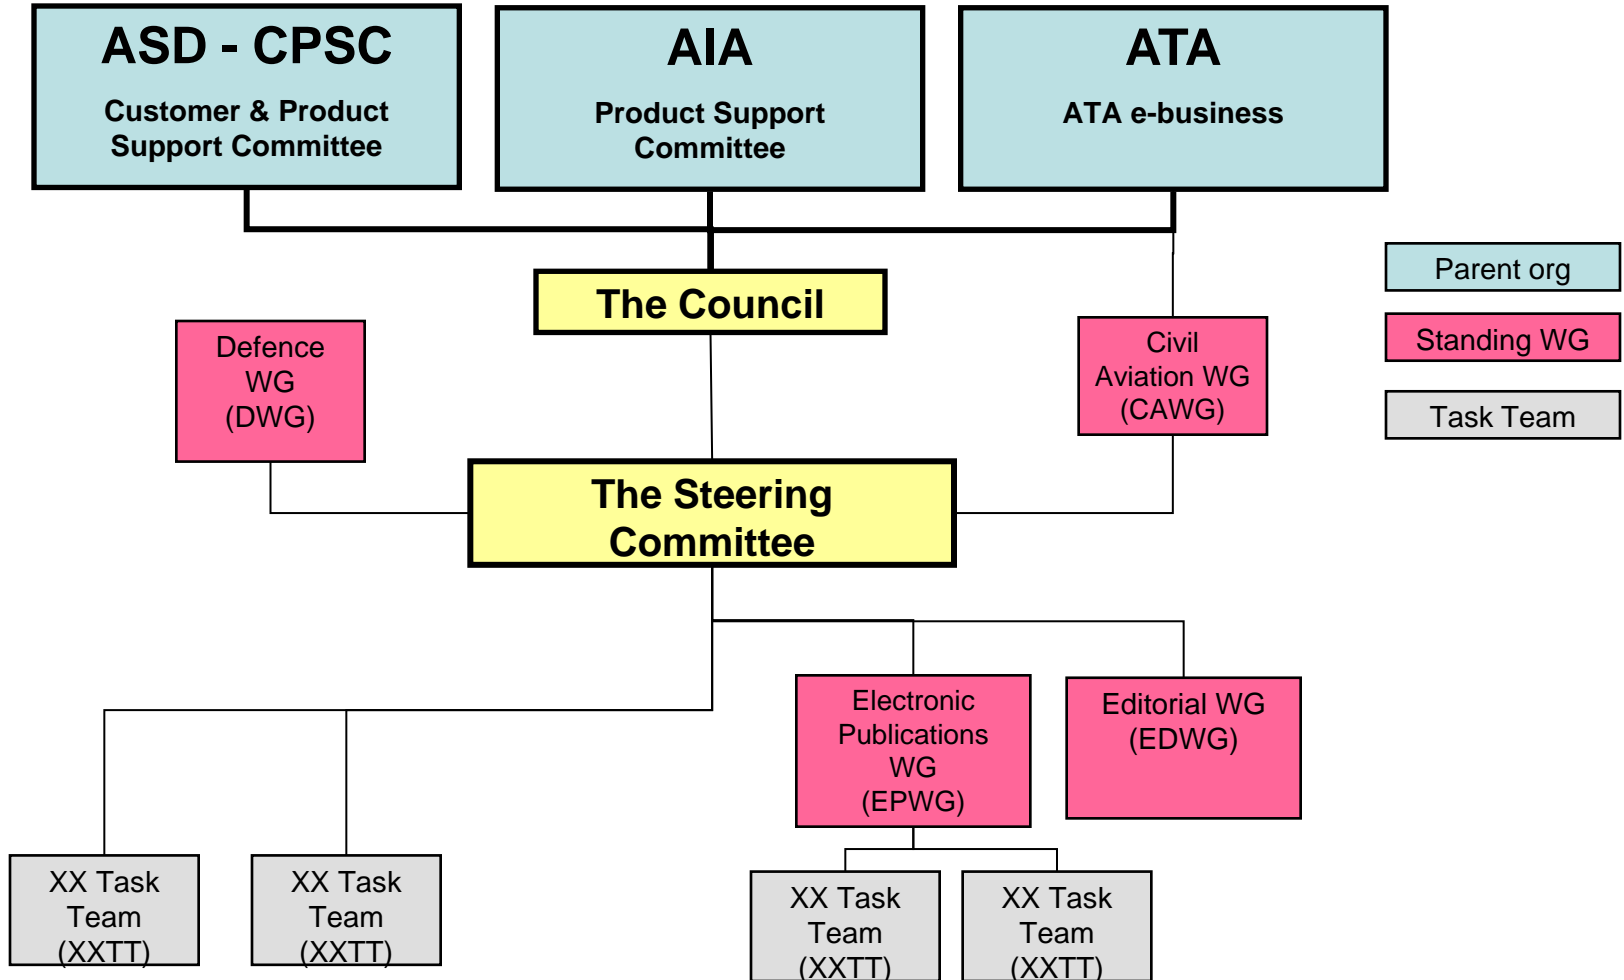 ASD - CPSC
Customer & Product
Support Committee
AIA
Product Support
Committee
ATA
ATA e-business
Parent org
The Council
Standing WG
Defence
WG
(DWG)
Civil
Aviation WG
(CAWG)
Task Team
The Steering
Committee
Electronic
Publications
WG
(EPWG)
Editorial WG
(EDWG)
XX Task
Team
(XXTT)
XX Task
Team
(XXTT)
XX Task
Team
(XXTT)
XX Task
Team
(XXTT)